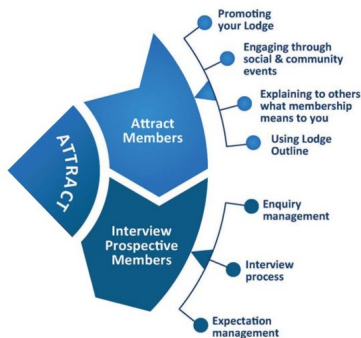 Promoting
your Lodge
Engaging through
social & community
events
Explaining to others
what membership
means to you
Using Lodge
Outline
ATTRACT
Attract
Members
Interview
Prospective
Members
Enquiry
management
Interview
process
Expectation
management